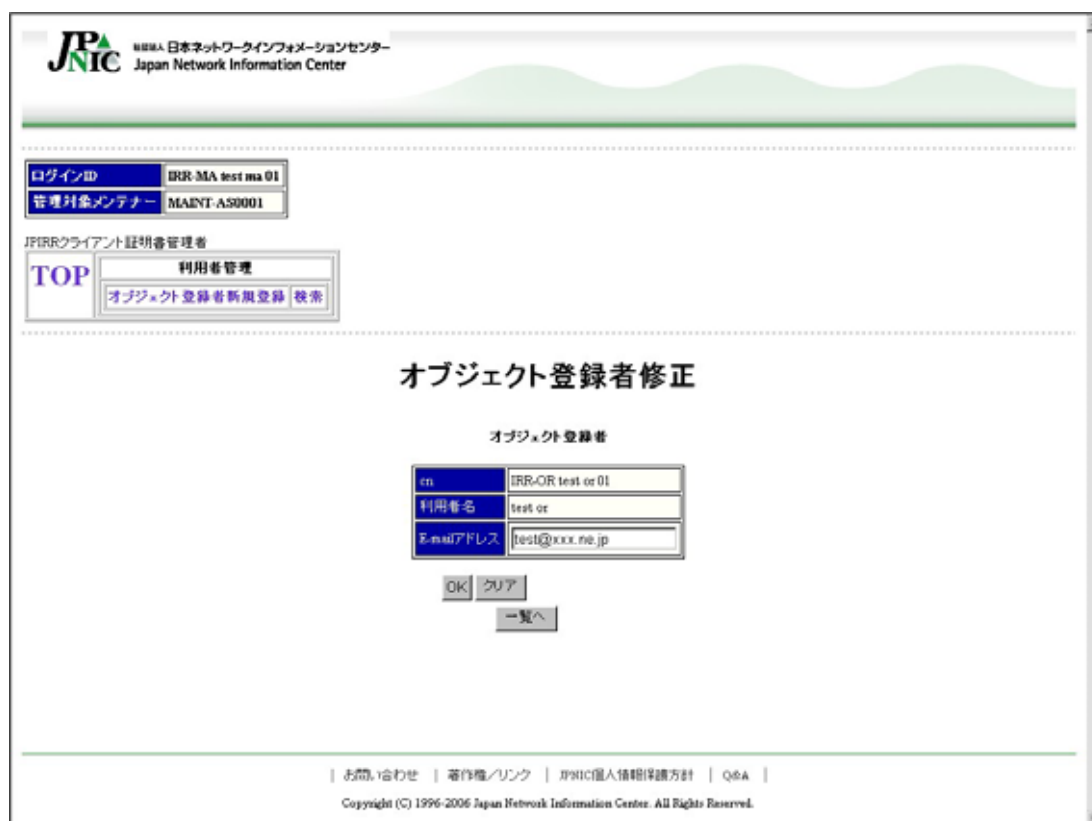 JPNIC
社団法人 日本ネットワークインフォメーションセンター
Japan Network Information Center
ログインID IRR-MA test ma 01
管理対象メンテナー MAINT-AS0001
JPIRRクライアント証明書管理者
TOP 利用者管理
オブジェクト登録者新規登録 検索
オブジェクト登録者修正
オブジェクト登録者
cn IRR-OR test or 01
利用者名 test or
E-mailアドレス test@xxx.ne.jp
OK クリア
一覧へ
| お問い合わせ | 著作権/リンク | JPNIC個人情報保護方針 | Q&A |
Copyright (C) 1996-2006 Japan Network Information Center. All Rights Reserved.